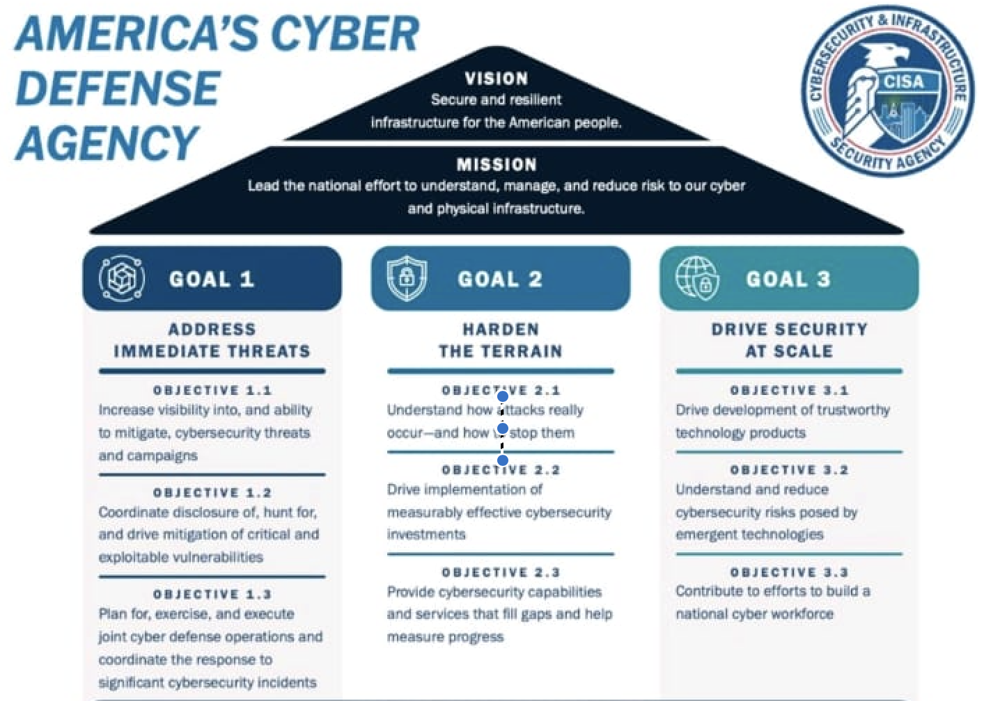 AMERICA'S CYBER
DEFENSE
AGENCY
CYBERSECURITY & INFRASTRUCTURE
CISA
SECURITY AGENCY
VISION
Secure and resilient
infrastructure for the American people.
MISSION
Lead the national effort to understand, manage, and reduce risk to our cyber
and physical infrastructure.
GOAL 1
ADDRESS
IMMEDIATE THREATS
OBJECTIVE 1.1
Increase visibility into, and ability
to mitigate, cybersecurity threats
and campaigns
OBJECTIVE 1.2
Coordinate disclosure of, hunt for,
and drive mitigation of critical and
exploitable vulnerabilities
OBJECTIVE 1.3
Plan for, exercise, and execute
joint cyber defense operations and
coordinate the response to
significant cybersecurity incidents
GOAL 2
HARDEN
THE TERRAIN
OBJECTIVE 2.1
Understand how attacks really
occur—and how stop them
OBJECTIVE 2.2
Drive implementation of
measurably effective cybersecurity
investments
OBJECTIVE 2.3
Provide cybersecurity capabilities
and services that fill gaps and help
measure progress
GOAL 3
DRIVE SECURITY
AT SCALE
OBJECTIVE 3.1
Drive development of trustworthy
technology products
OBJECTIVE 3.2
Understand and reduce
cybersecurity risks posed by
emergent technologies
OBJECTIVE 3.3
Contribute to efforts to build a
national cyber workforce